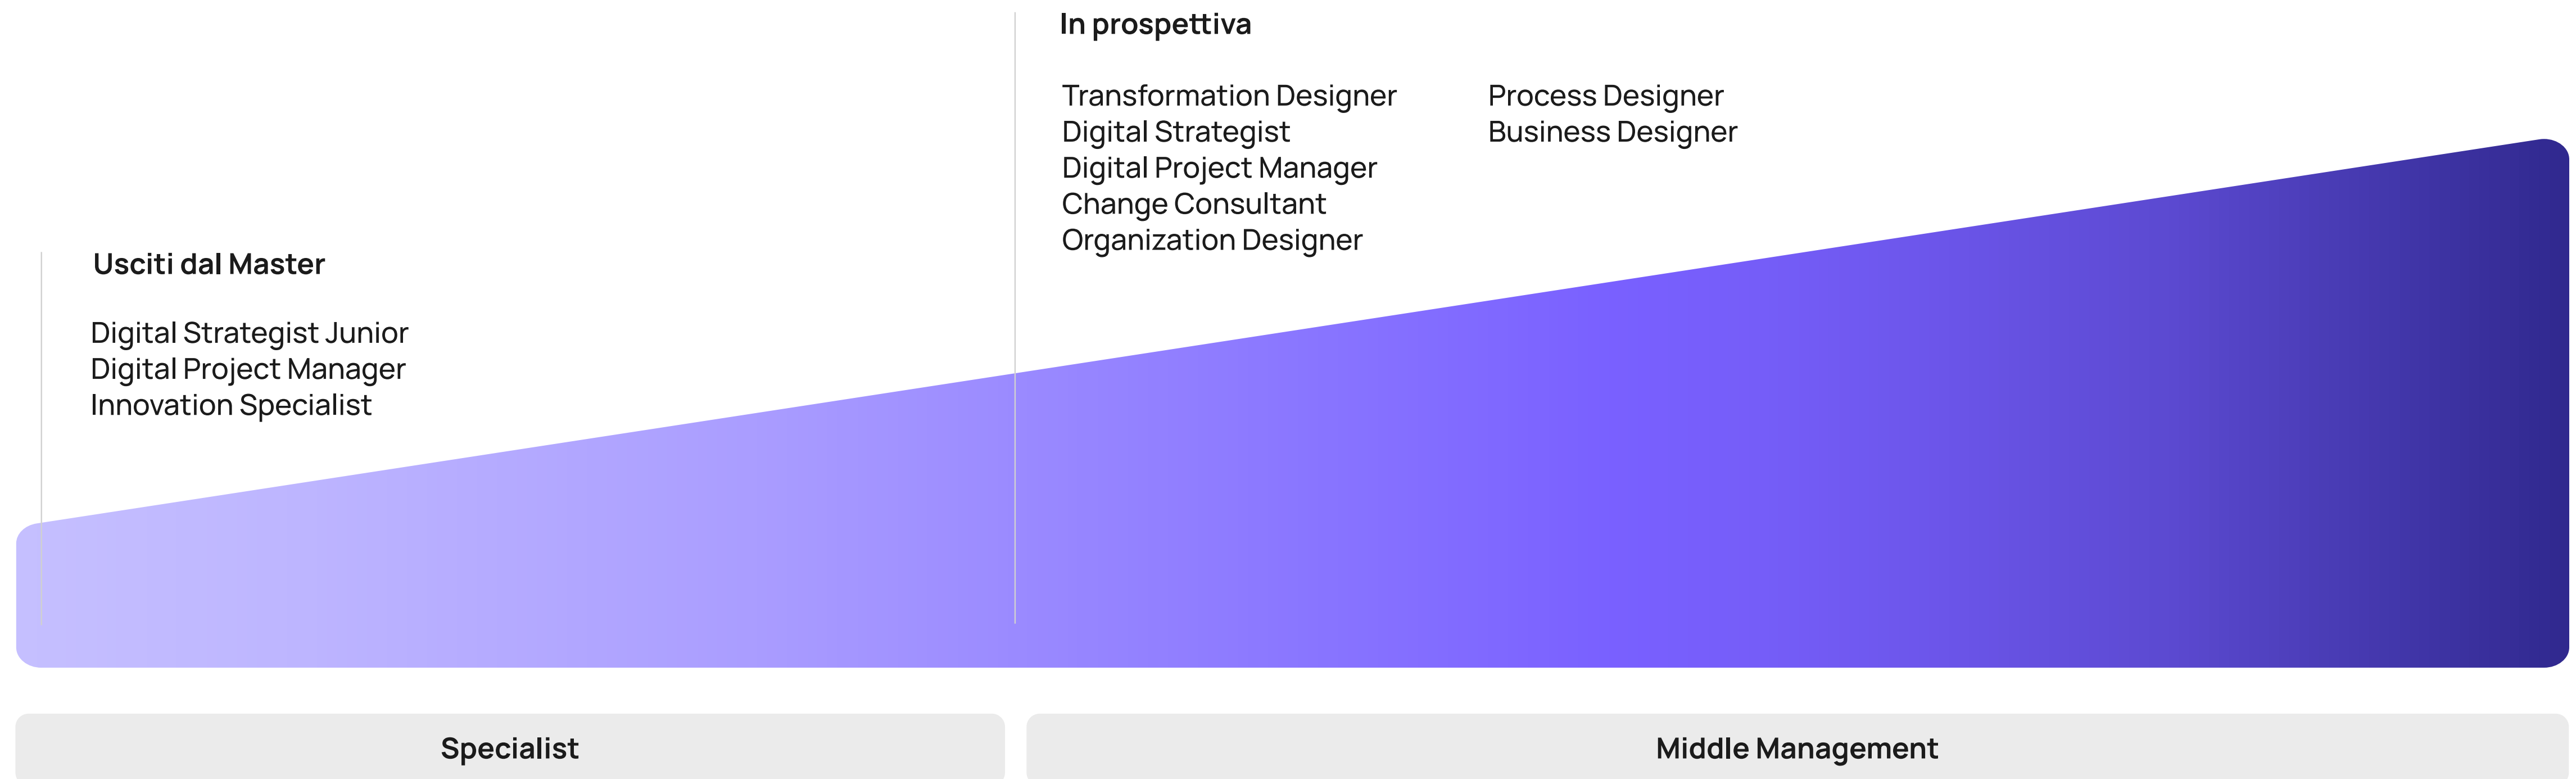 In prospettiva
Transformation Designer
Digital Strategist
Digital Project Manager
Change Consultant
Organization Designer
Process Designer
Business Designer
Usciti dal Master
Digital Strategist Junior
Digital Project Manager
Innovation Specialist
Specialist
Middle Management